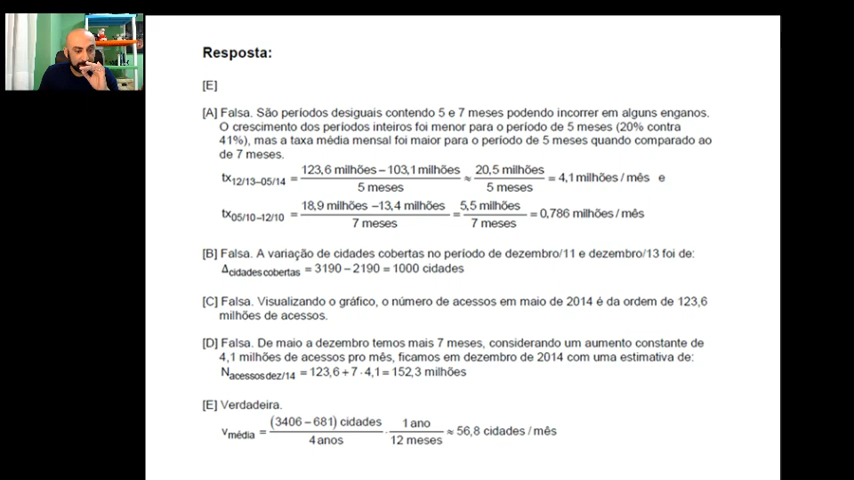 Resposta:
[E]
[A] Falsa. São períodos desiguais contendo 5 e 7 meses podendo incorrer em alguns enganos.
O crescimento dos períodos inteiros foi menor para o período de 5 meses (20% contra
41%), mas a taxa média mensal foi maior para o período de 5 meses quando comparado ao
de 7 meses.
tx12/13–05/14 = (123,6 milhões – 103,1 milhões)/(5 meses) ≈ (20,5 milhões)/(5 meses) = 4,1 milhões / mês e
tx05/10–12/10 = (18,9 milhões – 13,4 milhões)/(7 meses) = (5,5 milhões)/(7 meses) = 0,786 milhões / mês
[B] Falsa. A variação de cidades cobertas no período de dezembro/11 e dezembro/13 foi de:
Δcidades cobertas = 3190 – 2190 = 1000 cidades
[C] Falsa. Visualizando o gráfico, o número de acessos em maio de 2014 é da ordem de 123,6
milhões de acessos.
[D] Falsa. De maio a dezembro temos mais 7 meses, considerando um aumento constante de
4,1 milhões de acessos pro mês, ficamos em dezembro de 2014 com uma estimativa de:
Nacessos dez/14 = 123,6 + 7 · 4,1 = 152,3 milhões
[E] Verdadeira.
vmédia = ((3406 – 681) cidades)/(4 anos) · (1 ano)/(12 meses) ≈ 56,8 cidades / mês